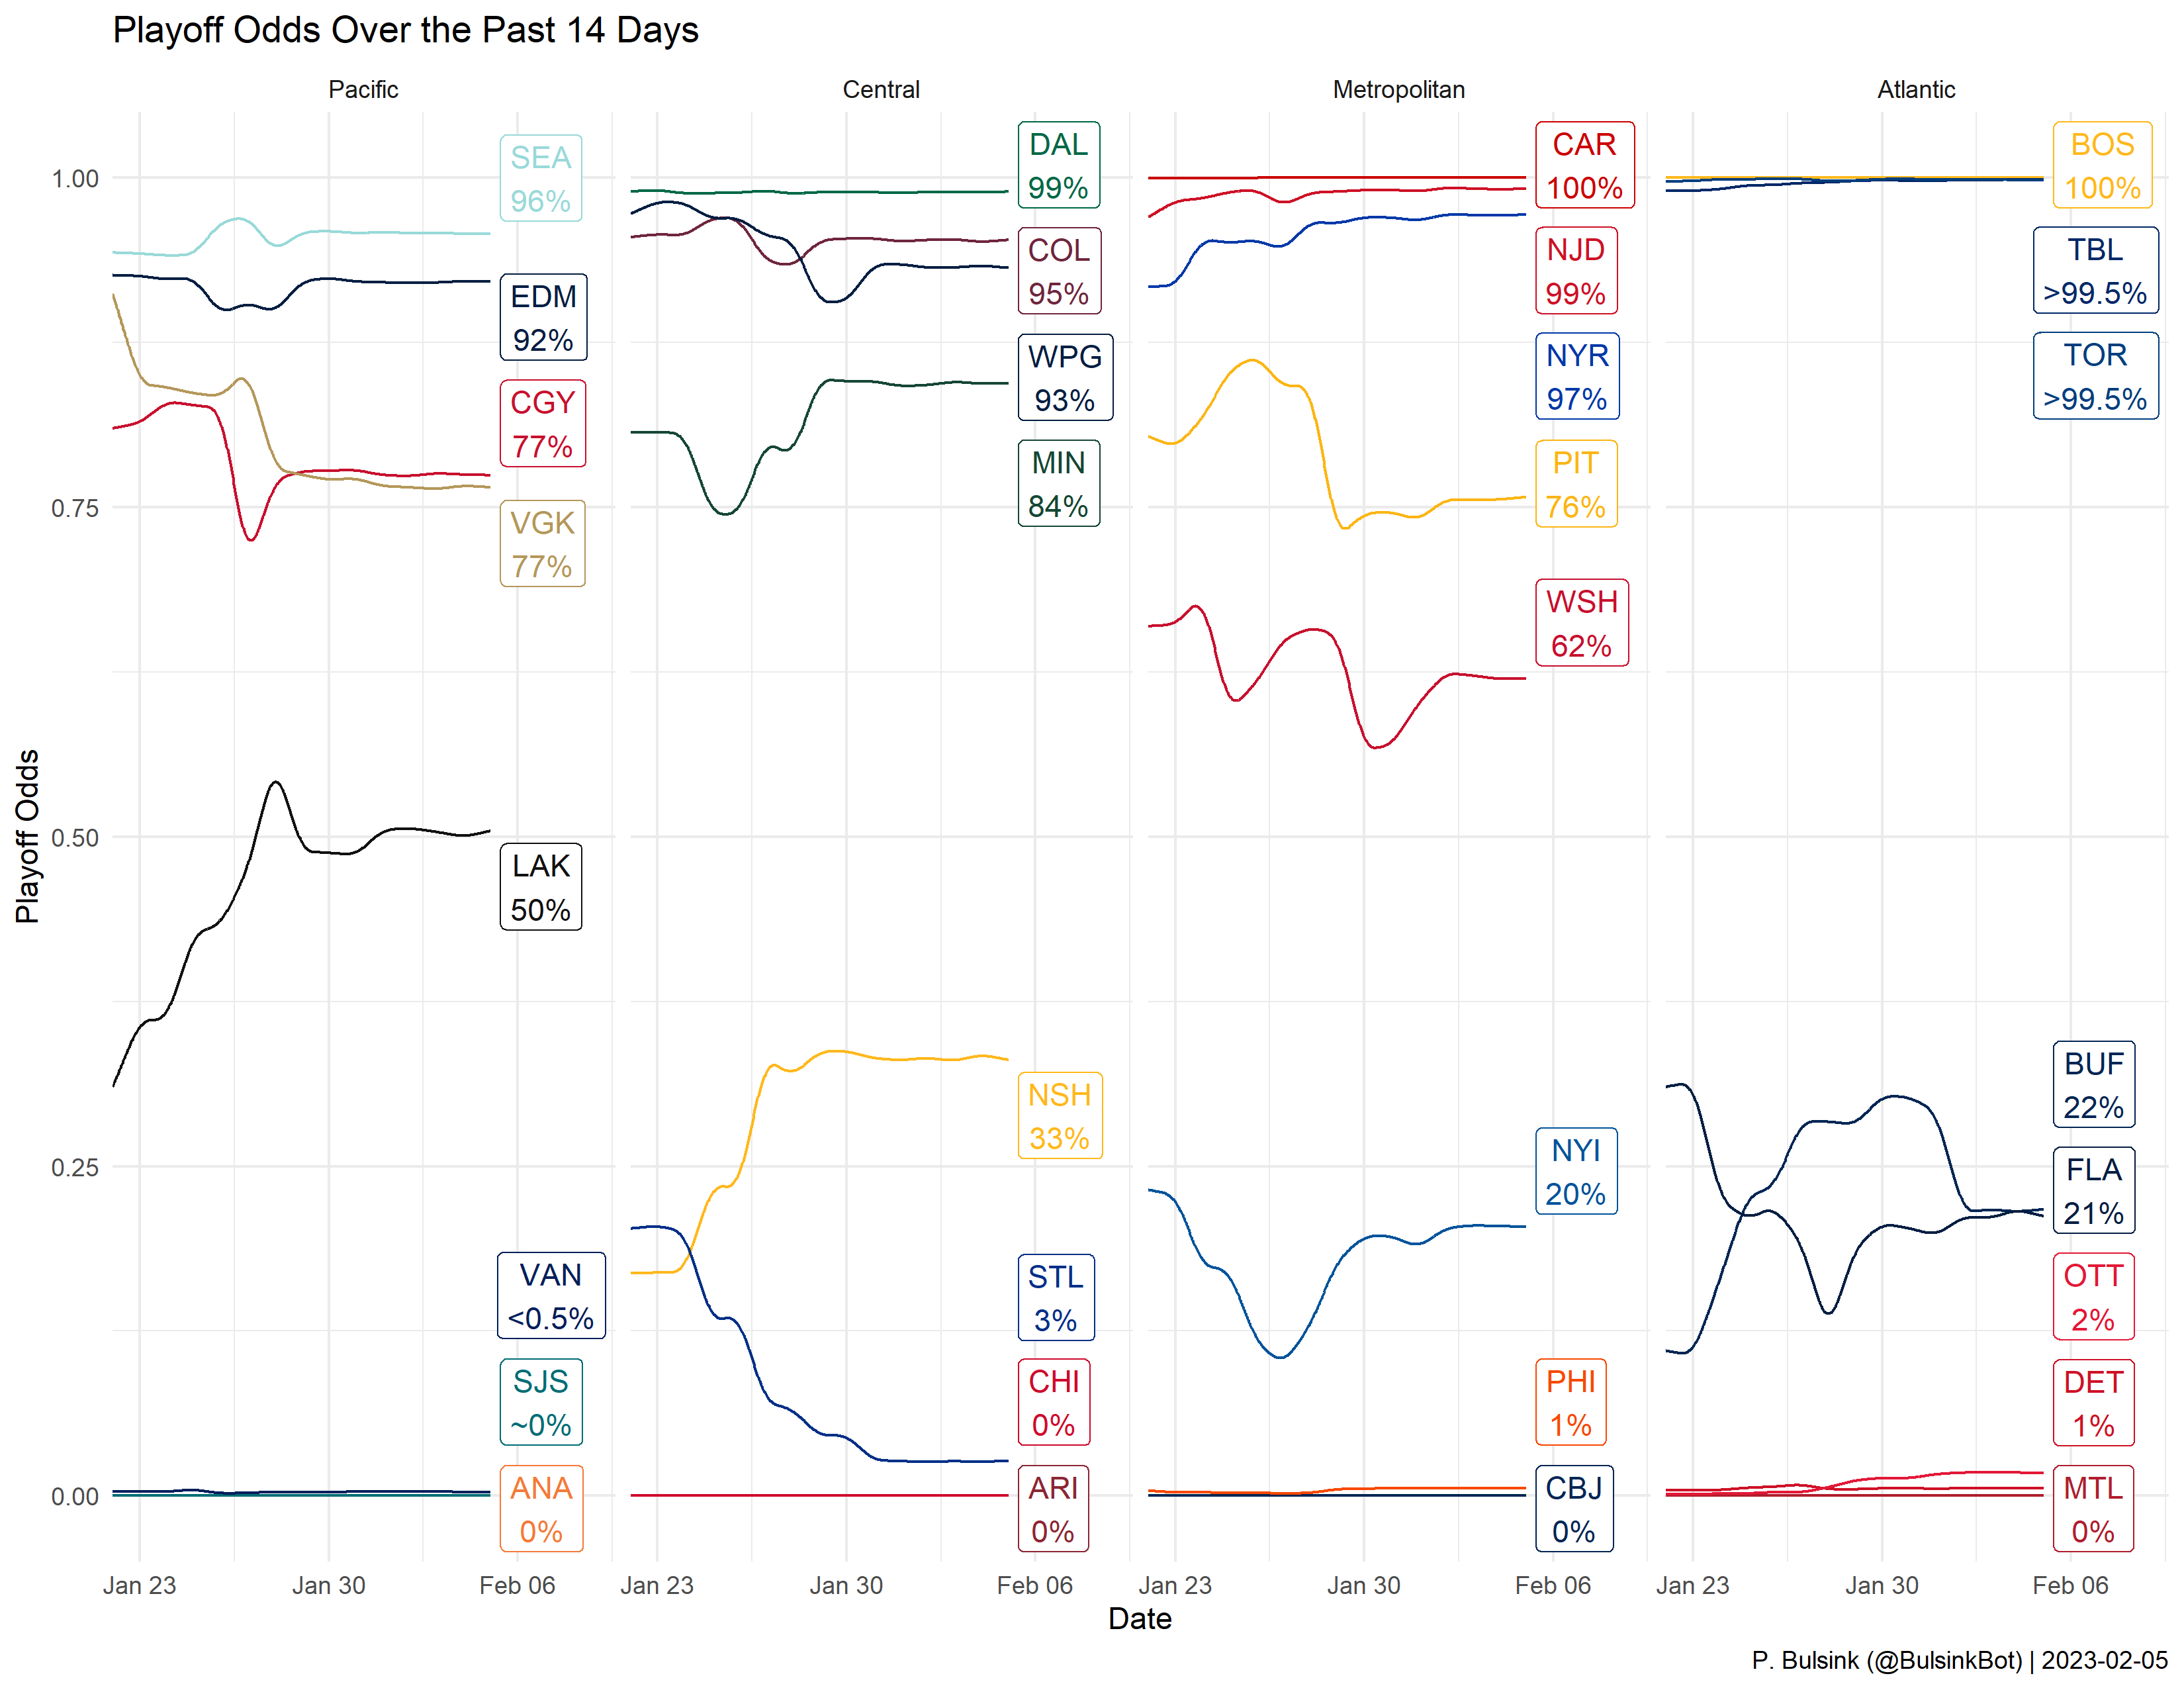 Playoff Odds Over the Past 14 Days
Pacific
Central
Metropolitan
Atlantic
Playoff Odds
1.00
0.75
0.50
0.25
0.00
SEA
96%
EDM
92%
CGY
77%
VGK
77%
LAK
50%
VAN
<0.5%
SJS
~0%
ANA
0%
DAL
99%
COL
95%
WPG
93%
MIN
84%
NSH
33%
STL
3%
CHI
0%
ARI
0%
CAR
100%
NJD
99%
NYR
97%
PIT
76%
WSH
62%
NYI
20%
PHI
1%
CBJ
0%
BOS
100%
TBL
>99.5%
TOR
>99.5%
BUF
22%
FLA
21%
OTT
2%
DET
1%
MTL
0%
Jan 23
Jan 30
Feb 06
Jan 23
Jan 30
Feb 06
Jan 23
Jan 30
Feb 06
Jan 23
Jan 30
Feb 06
Date
P. Bulsink (@BulsinkBot) | 2023-02-05